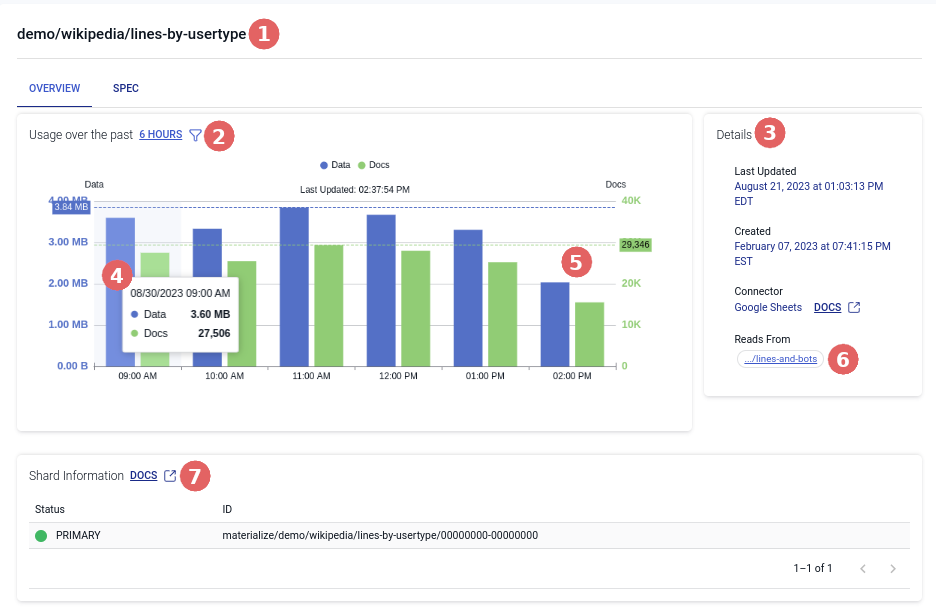 demo/wikipedia/lines-by-usertype 1
OVERVIEW SPEC
Usage over the past 6 HOURS 2
Data Docs
Data Last Updated: 02:37:54 PM Docs
4.00 MB 40K
3.84 MB
3.00 MB 29,346
2.00 MB 20K
1.00 MB 10K
0.00 B 0
4
5
08/30/2023 09:00 AM
Data 3.60 MB
Docs 27,506
09:00 AM 10:00 AM 11:00 AM 12:00 PM 01:00 PM 02:00 PM
Details 3
Last Updated
August 21, 2023 at 01:03:13 PM
EDT
Created
February 07, 2023 at 07:41:15 PM
EST
Connector
Google Sheets DOCS
Reads From
.../lines-and-bots 6
Shard Information DOCS 7
Status ID
PRIMARY materialize/demo/wikipedia/lines-by-usertype/00000000-00000000
1–1 of 1